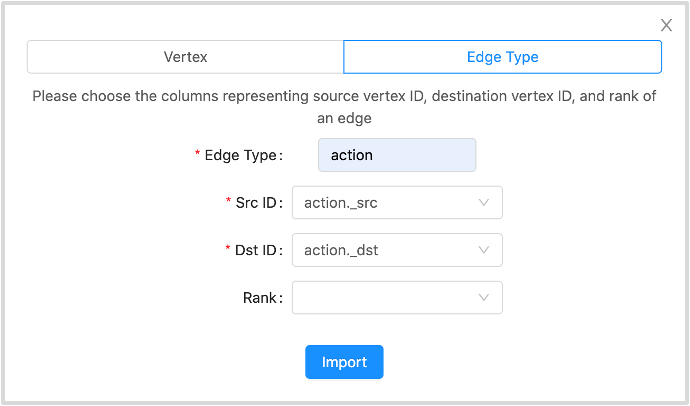 X
Vertex
Edge Type
Please choose the columns representing source vertex ID, destination vertex ID, and rank of
an edge
* Edge Type: action
* Src ID: action._src
* Dst ID: action._dst
Rank:
Import